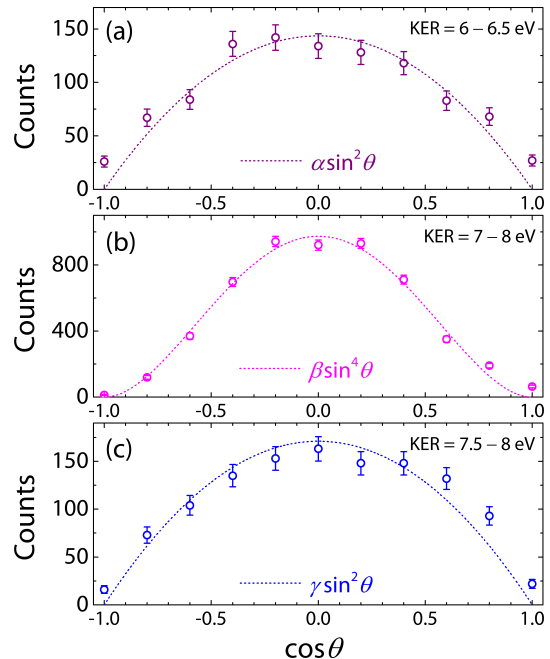 (a)
KER = 6 – 6.5 eV
Counts
150
100
50
0
αsin²θ
-1.0 -0.5 0.0 0.5 1.0
(b)
KER = 7 – 8 eV
Counts
800
400
0
βsin⁴θ
-1.0 -0.5 0.0 0.5 1.0
(c)
KER = 7.5 – 8 eV
Counts
150
100
50
0
γsin²θ
-1.0 -0.5 0.0 0.5 1.0
cosθ